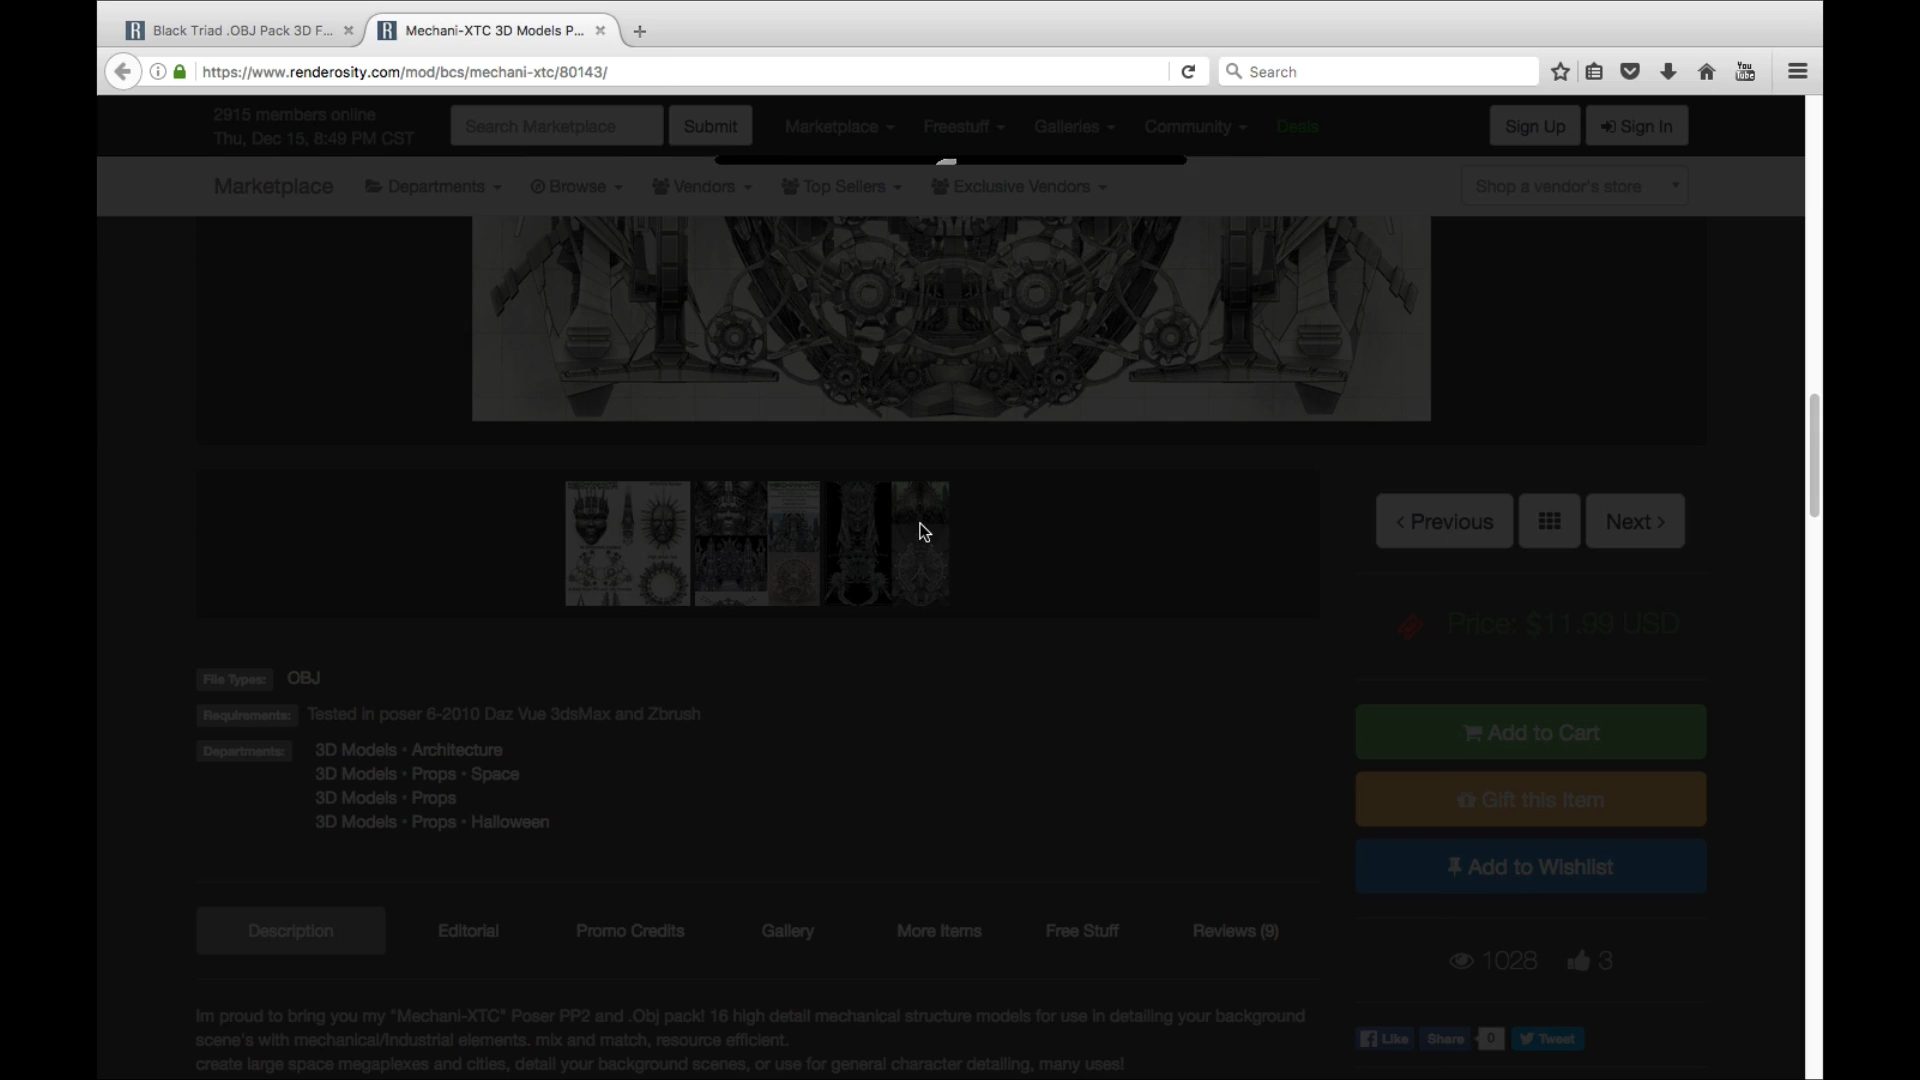 Black Triad .OBJ Pack 3D F...
Mechani-XTC 3D Models P...
https://www.renderosity.com/mod/bcs/mechani-xtc/80143/
Search
You Tube
2915 members online
Thu, Dec 15, 8:49 PM CST
Search Marketplace
Submit
Marketplace
Freestuff
Galleries
Community
Deals
Sign Up
Sign In
Marketplace
Departments
Browse
Vendors
Top Sellers
Exclusive Vendors
Shop a vendor's store
‹ Previous
Next ›
Price: $11.99 USD
File Types: OBJ
Requirements: Tested in poser 6-2010 Daz Vue 3dsMax and Zbrush
Departments: 3D Models • Architecture
3D Models • Props • Space
3D Models • Props
3D Models • Props • Halloween
Add to Cart
Gift this Item
Add to Wishlist
Description
Editorial
Promo Credits
Gallery
More Items
Free Stuff
Reviews (9)
1028
3
Im proud to bring you my "Mechani-XTC" Poser PP2 and .Obj pack! 16 high detail mechanical structure models for use in detailing your background
scene's with mechanical/Industrial elements. mix and match, resource efficient.
create large space megaplexes and cities, detail your background scenes, or use for general character detailing, many uses!
Like
Share
0
Tweet